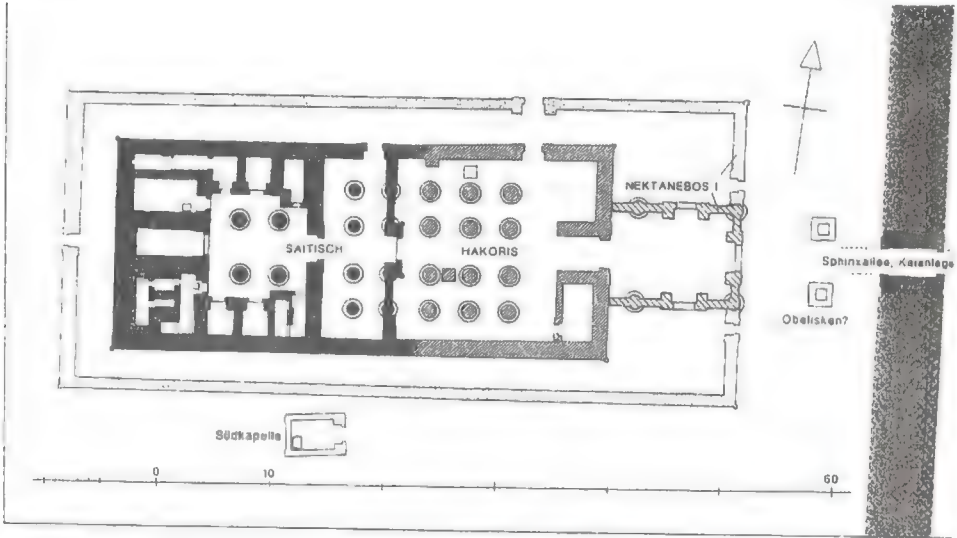 NEKTANEBOS I
SAITISCH
HAKORIS
Sphinxallee, Kaianlage
Obelisken?
Südkapelle
0
10
60